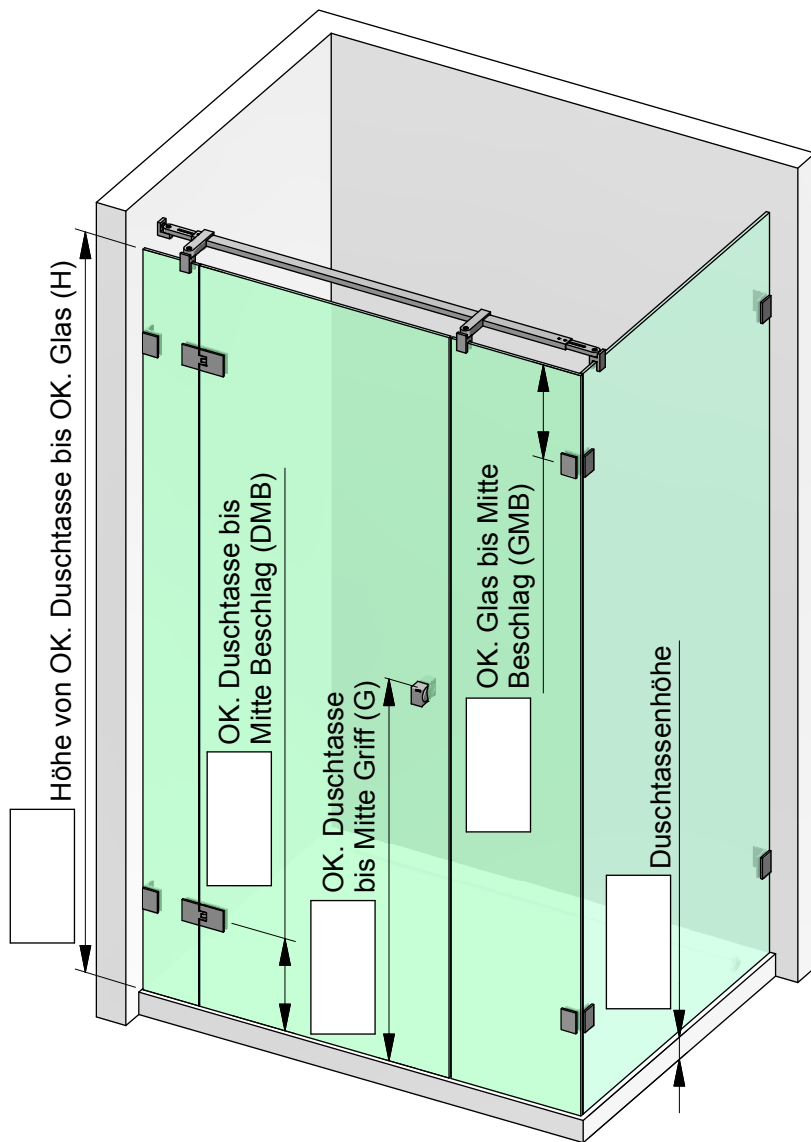 Höhe von OK. Duschtasse bis OK. Glas (H)
OK. Duschtasse bis
Mitte Beschlag (DMB)
OK. Duschtasse
bis Mitte Griff (G)
OK. Glas bis Mitte
Beschlag (GMB)
Duschtassenhöhe